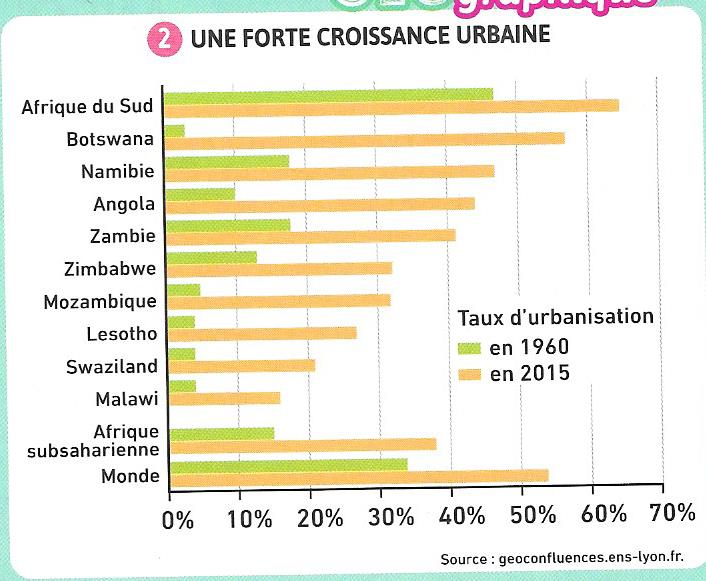 2 UNE FORTE CROISSANCE URBAINE
Afrique du Sud
Botswana
Namibie
Angola
Zambie
Zimbabwe
Mozambique
Lesotho
Swaziland
Malawi
Afrique
subsaharienne
Monde
Taux d'urbanisation
en 1960
en 2015
0% 10% 20% 30% 40% 50% 60% 70%
Source : geoconfluences.ens-lyon.fr.